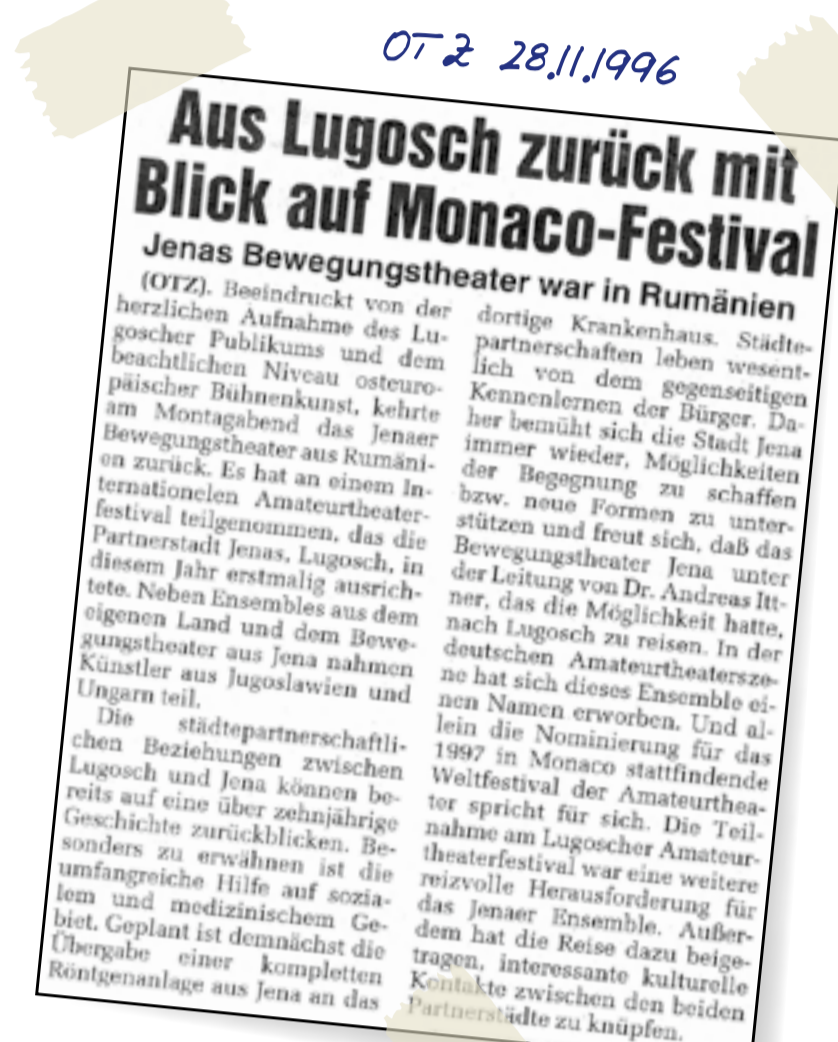 OTZ 28.11.1996
Aus Lugosch zurück mit
Blick auf Monaco-Festival
Jenas Bewegungstheater war in Rumänien
(OTZ). Beeindruckt von der
herzlichen Aufnahme des Lu-
goscher Publikums und dem
beachtlichen Niveau osteuro-
päischer Bühnenkunst, kehrte
am Montagabend das Jenaer
Bewegungstheater aus Rumäni-
en zurück. Es hat an einem In-
ternationelen Amateurtheater-
festival teilgenommen, das die
Partnerstadt Jenas, Lugosch, in
diesem Jahr erstmalig ausrich-
tete. Neben Ensembles aus dem
eigenen Land und dem Bewe-
gungstheater aus Jena nahmen
Künstler aus Jugoslawien und
Ungarn teil.
Die städtepartnerschaftli-
chen Beziehungen zwischen
Lugosch und Jena können be-
reits auf eine über zehnjährige
Geschichte zurückblicken. Be-
sonders zu erwähnen ist die
umfangreiche Hilfe auf sozia-
lem und medizinischem Ge-
biet. Geplant ist demnächst die
Übergabe einer kompletten
Röntgenanlage aus Jena an das
dortige Krankenhaus. Städte-
partnerschaften leben wesent-
lich von dem gegenseitigen
Kennenlernen der Bürger. Da-
her bemüht sich die Stadt Jena
immer wieder, Möglichkeiten
der Begegnung zu schaffen
bzw. neue Formen zu unter-
stützen und freut sich, daß das
Bewegungstheater Jena unter
der Leitung von Dr. Andreas Itt-
ner, das die Möglichkeit hatte,
nach Lugosch zu reisen. In der
deutschen Amateurtheatersze-
ne hat sich dieses Ensemble ei-
nen Namen erworben. Und al-
lein die Nominierung für das
1997 in Monaco stattfindende
Weltfestival der Amateurthea-
ter spricht für sich. Die Teil-
nahme am Lugoscher Amateur-
theaterfestival war eine weitere
reizvolle Herausforderung für
das Jenaer Ensemble. Außer-
dem hat die Reise dazu beige-
tragen, interessante kulturelle
Kontakte zwischen den beiden
Partnerstädte zu knüpfen.